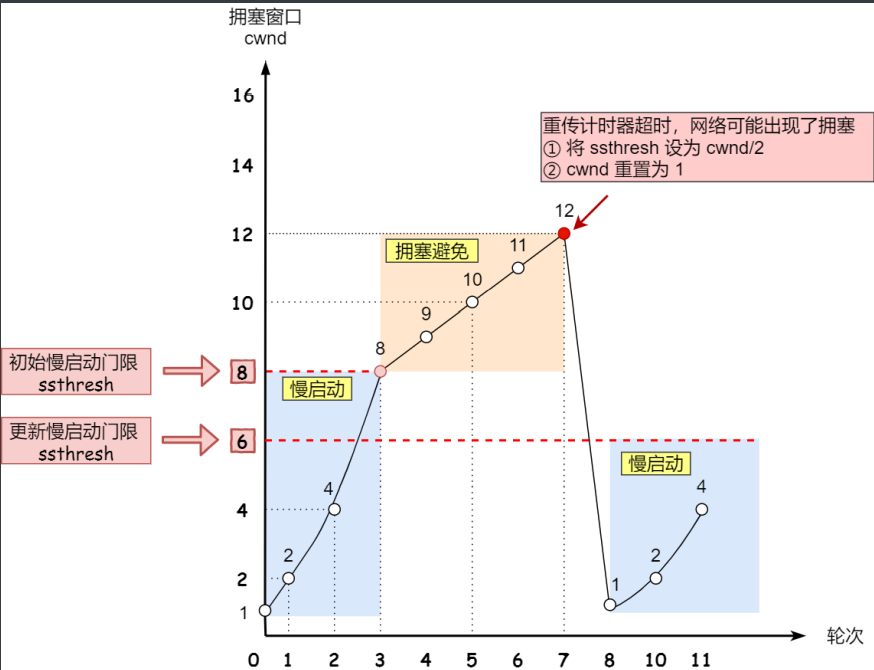 拥塞窗口
cwnd
16
14
重传计时器超时，网络可能出现了拥塞
① 将 ssthresh 设为 cwnd/2
② cwnd 重置为 1
12
12
拥塞避免
11
10
10
9
8
初始慢启动门限
ssthresh
8
慢启动
更新慢启动门限
ssthresh
6
慢启动
4
4
4
2
2
2
1
1
0 1 2 3 4 5 6 7 8 10 11
轮次